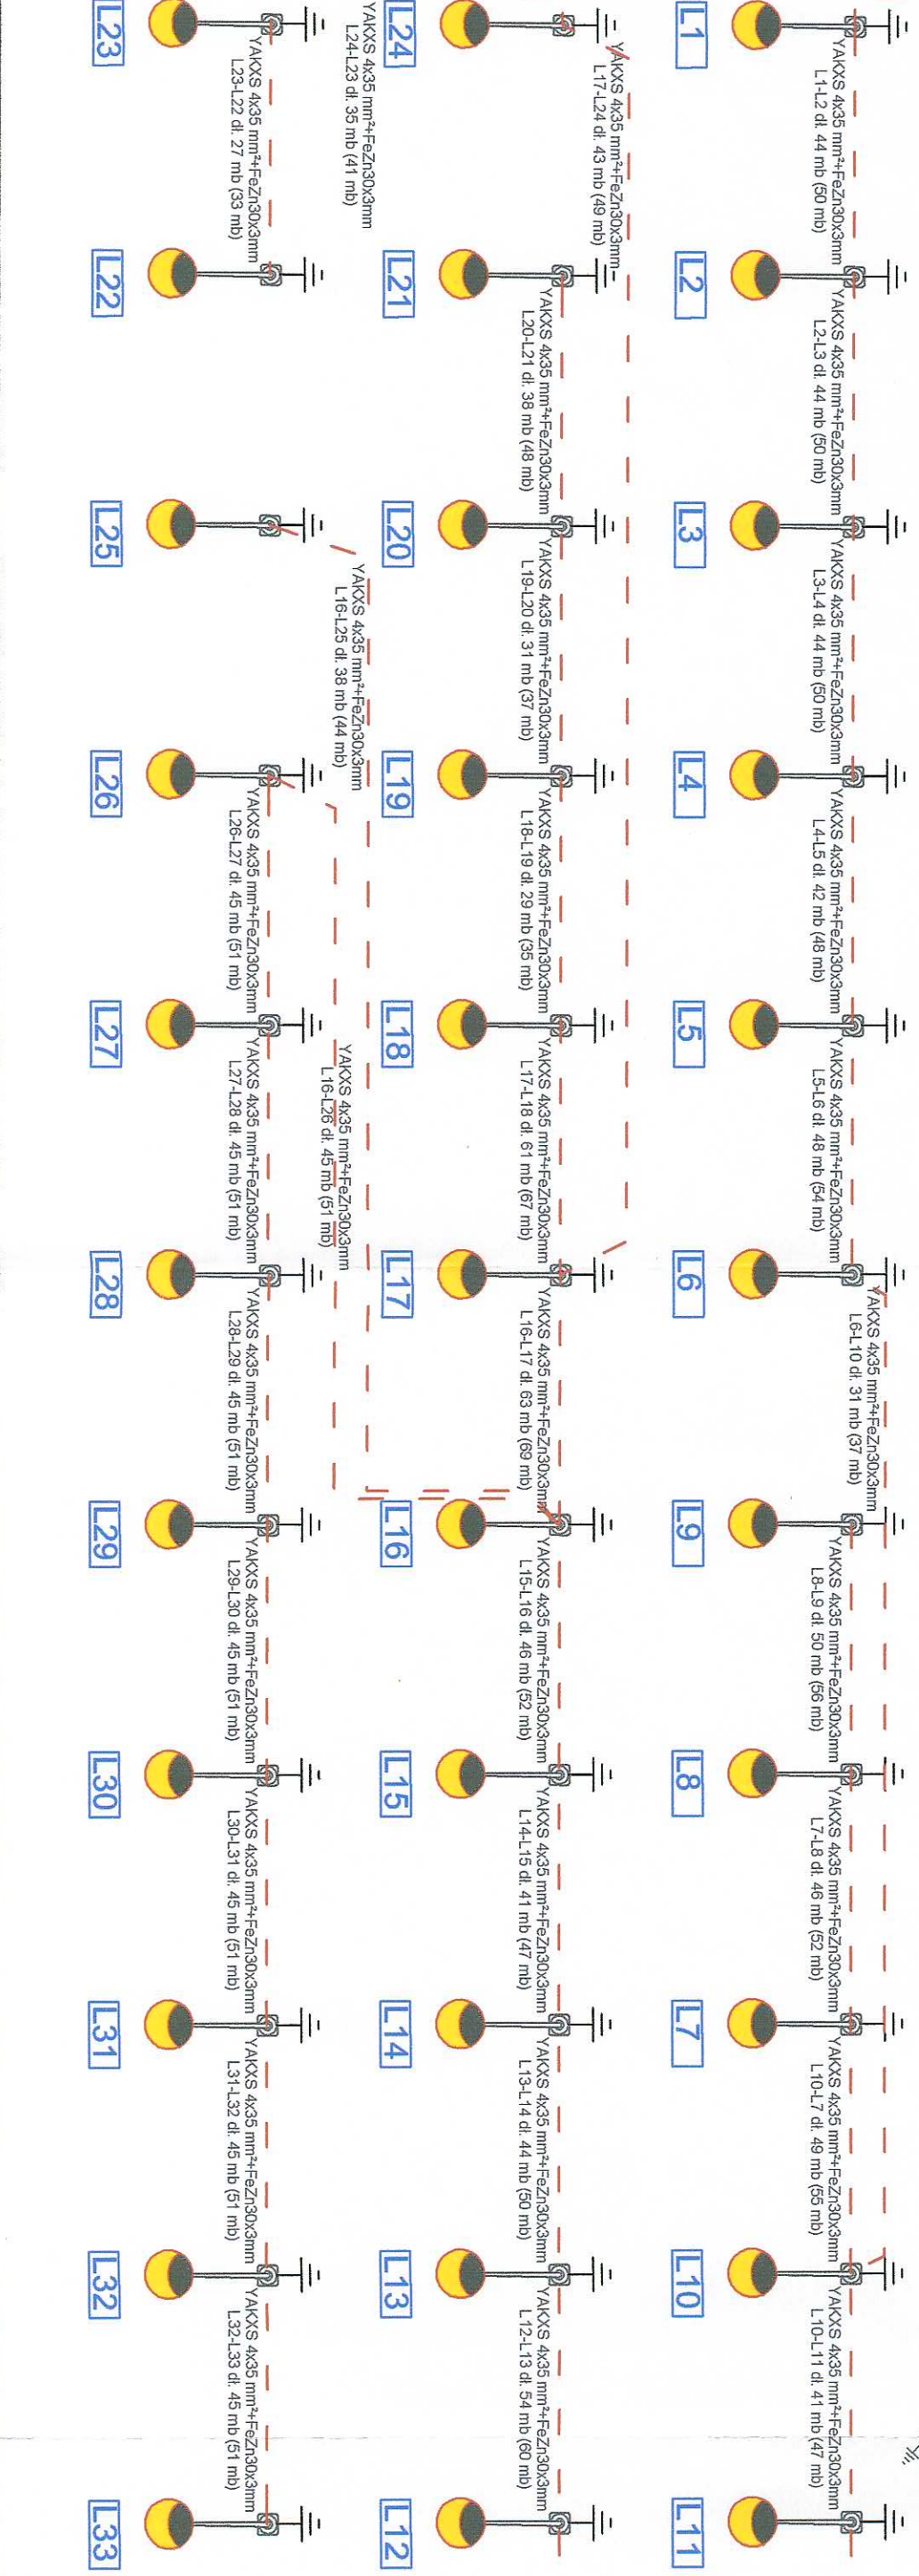 L1
YAKXS 4x35 mm²+FeZn30x3mm
L1-L2 dł. 44 mb (50 mb)
L2
YAKXS 4x35 mm²+FeZn30x3mm
L2-L3 dł. 44 mb (50 mb)
L3
YAKXS 4x35 mm²+FeZn30x3mm
L3-L4 dł. 44 mb (50 mb)
L4
YAKXS 4x35 mm²+FeZn30x3mm
L4-L5 dł. 42 mb (48 mb)
L5
YAKXS 4x35 mm²+FeZn30x3mm
L5-L6 dł. 48 mb (54 mb)
L6
YAKXS 4x35 mm²+FeZn30x3mm
L6-L10 dł. 31 mb (37 mb)
L9
YAKXS 4x35 mm²+FeZn30x3mm
L8-L9 dł. 50 mb (56 mb)
L8
YAKXS 4x35 mm²+FeZn30x3mm
L7-L8 dł. 46 mb (52 mb)
L7
YAKXS 4x35 mm²+FeZn30x3mm
L10-L7 dł. 49 mb (55 mb)
L10
YAKXS 4x35 mm²+FeZn30x3mm
L10-L11 dł. 41 mb (47 mb)
L11
L24
YAKXS 4x35 mm²+FeZn30x3mm
L17-L24 dł. 43 mb (49 mb)
L21
YAKXS 4x35 mm²+FeZn30x3mm
L20-L21 dł. 38 mb (48 mb)
L20
YAKXS 4x35 mm²+FeZn30x3mm
L19-L20 dł. 31 mb (37 mb)
L19
YAKXS 4x35 mm²+FeZn30x3mm
L18-L19 dł. 29 mb (35 mb)
L18
YAKXS 4x35 mm²+FeZn30x3mm
L17-L18 dł. 61 mb (67 mb)
L17
YAKXS 4x35 mm²+FeZn30x3mm
L16-L17 dł. 63 mb (69 mb)
L16
YAKXS 4x35 mm²+FeZn30x3mm
L15-L16 dł. 46 mb (52 mb)
L15
YAKXS 4x35 mm²+FeZn30x3mm
L14-L15 dł. 41 mb (47 mb)
L14
YAKXS 4x35 mm²+FeZn30x3mm
L13-L14 dł. 44 mb (50 mb)
L13
YAKXS 4x35 mm²+FeZn30x3mm
L12-L13 dł. 54 mb (60 mb)
L12
YAKXS 4x35 mm²+FeZn30x3mm
L24-L23 dł. 35 mb (41 mb)
L23
YAKXS 4x35 mm²+FeZn30x3mm
L23-L22 dł. 27 mb (33 mb)
L22
L25
YAKXS 4x35 mm²+FeZn30x3mm
L16-L25 dł. 38 mb (44 mb)
L26
YAKXS 4x35 mm²+FeZn30x3mm
L26-L27 dł. 45 mb (51 mb)
L27
YAKXS 4x35 mm²+FeZn30x3mm
L16-L26 dł. 45 mb (51 mb)
YAKXS 4x35 mm²+FeZn30x3mm
L27-L28 dł. 45 mb (51 mb)
L28
YAKXS 4x35 mm²+FeZn30x3mm
L28-L29 dł. 45 mb (51 mb)
L29
YAKXS 4x35 mm²+FeZn30x3mm
L29-L30 dł. 45 mb (51 mb)
L30
YAKXS 4x35 mm²+FeZn30x3mm
L30-L31 dł. 45 mb (51 mb)
L31
YAKXS 4x35 mm²+FeZn30x3mm
L31-L32 dł. 45 mb (51 mb)
L32
YAKXS 4x35 mm²+FeZn30x3mm
L32-L33 dł. 45 mb (51 mb)
L33